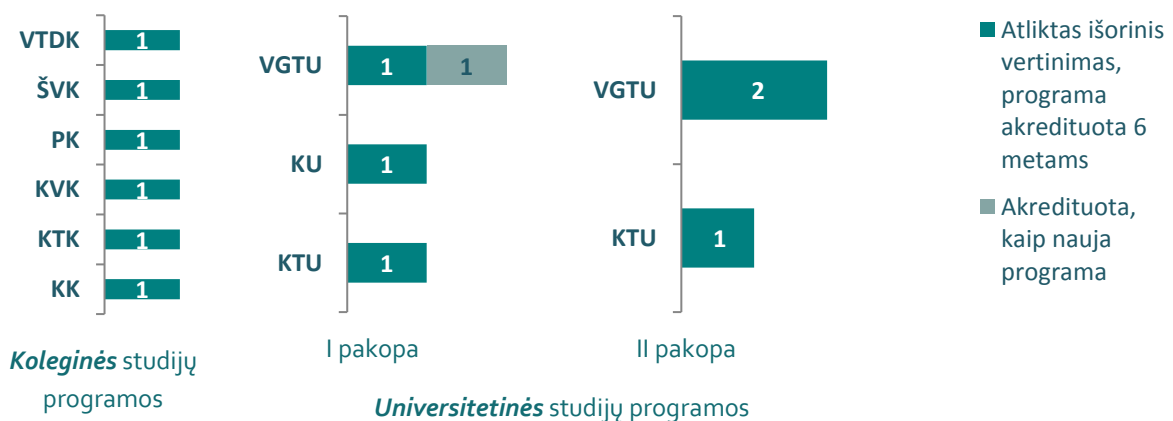 VTDK 1
ŠVK 1
PK 1
KVK 1
KTK 1
KK 1
Koleginės studijų
programos
VGTU 1 1
KU 1
KTU 1
I pakopa
VGTU 2
KTU 1
II pakopa
Universitetinės studijų programos
Atliktas išorinis
vertinimas,
programa
akredituota 6
metams
Akredituota,
kaip nauja
programa